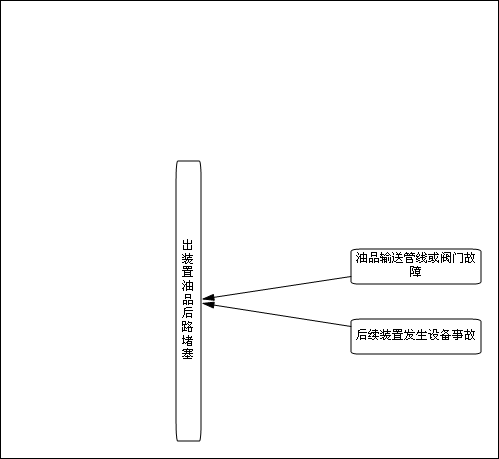 出装置油品后路堵塞
油品输送管线或阀门故
障
后续装置发生设备事故